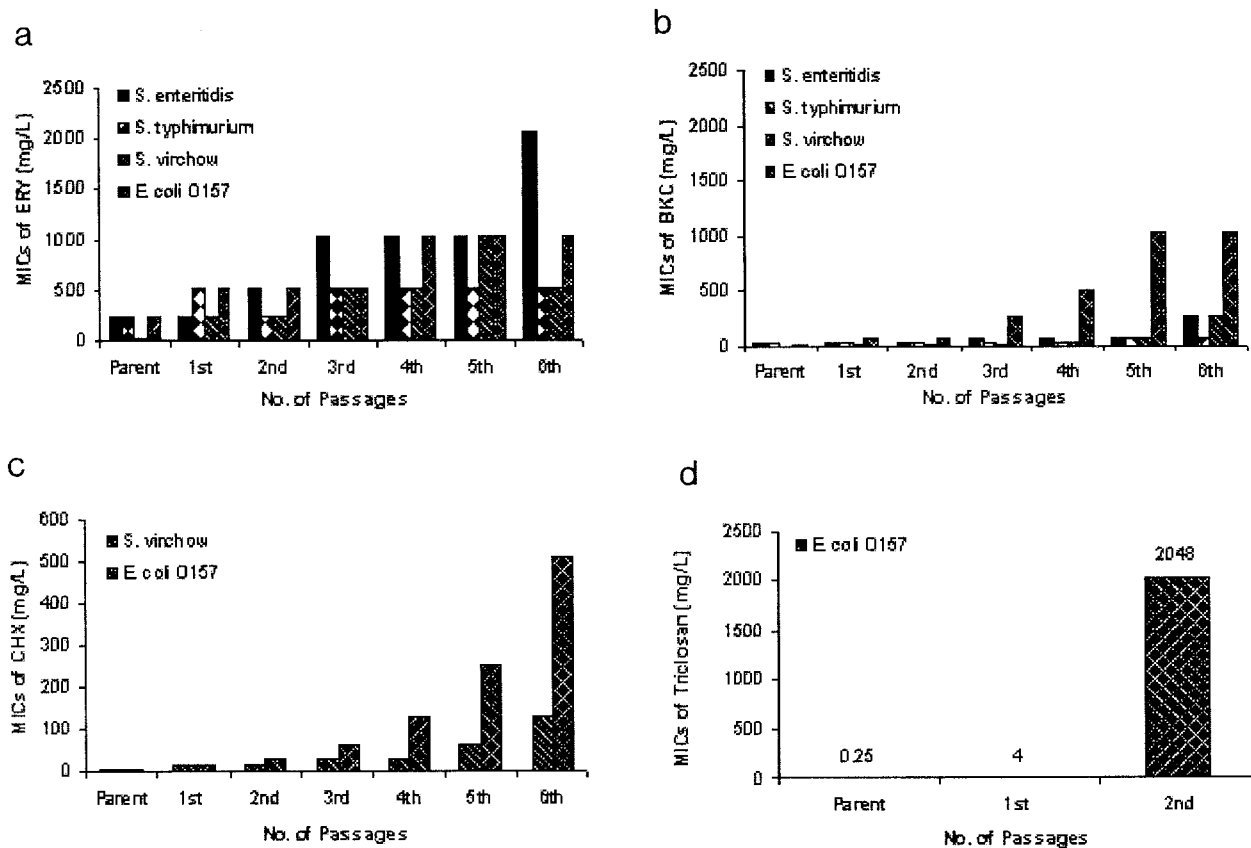 a
MICs of ERY (mg/L)
2500
2000
1500
1000
500
0
S. enteritidis
S.typhimurium
S. virchow
E.coli O157
Parent 1st 2nd 3rd 4th 5th 6th
No. of Passages
b
MICs of BKC (mg/L)
2500
2000
1500
1000
500
0
S. enteritidis
S.typhimurium
S. virchow
E.coli O157
Parent 1st 2nd 3rd 4th 5th 6th
No. of Passages
c
MICs of CHX (mg/L)
600
500
400
300
200
100
0
S. virchow
E.coli O157
Parent 1st 2nd 3rd 4th 5th 6th
No. of Passages
d
MICs of Triclosan (mg/L)
2500
2000
1500
1000
500
0
E.coli O157
0.25 4 2048
Parent 1st 2nd
No. of Passages